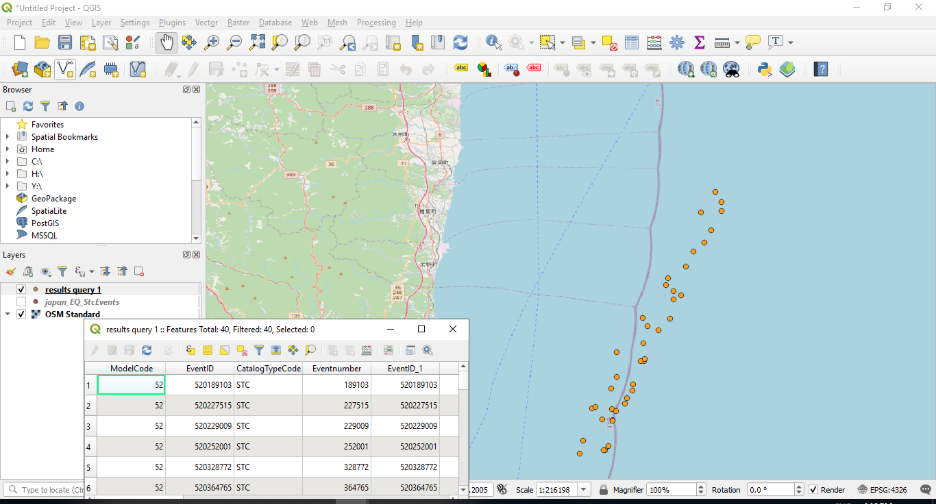 *Untitled Project - QGIS
Project Edit View Layer Settings Plugins Vector Raster Database Web Mesh Processing Help
Browser
Favorites
Spatial Bookmarks
Home
C:\
H:\
Y:\
GeoPackage
SpatiaLite
PostGIS
MSSQL
Layers
results query 1
japan_EQ_StcEvents
OSM Standard
results query 1 :: Features Total: 40, Filtered: 40, Selected: 0
ModelCode EventID CatalogTypeCode Eventnumber EventID_1
1 52 520189103 STC 189103 520189103
2 52 520227515 STC 227515 520227515
3 52 520229009 STC 229009 520229009
4 52 520252001 STC 252001 520252001
5 52 520328772 STC 328772 520328772
6 52 520364765 STC 364765 520364765
Type to locate (Ct .2005 Scale 1:216198 Magnifier 100% Rotation 0.0 ° Render EPSG:4326